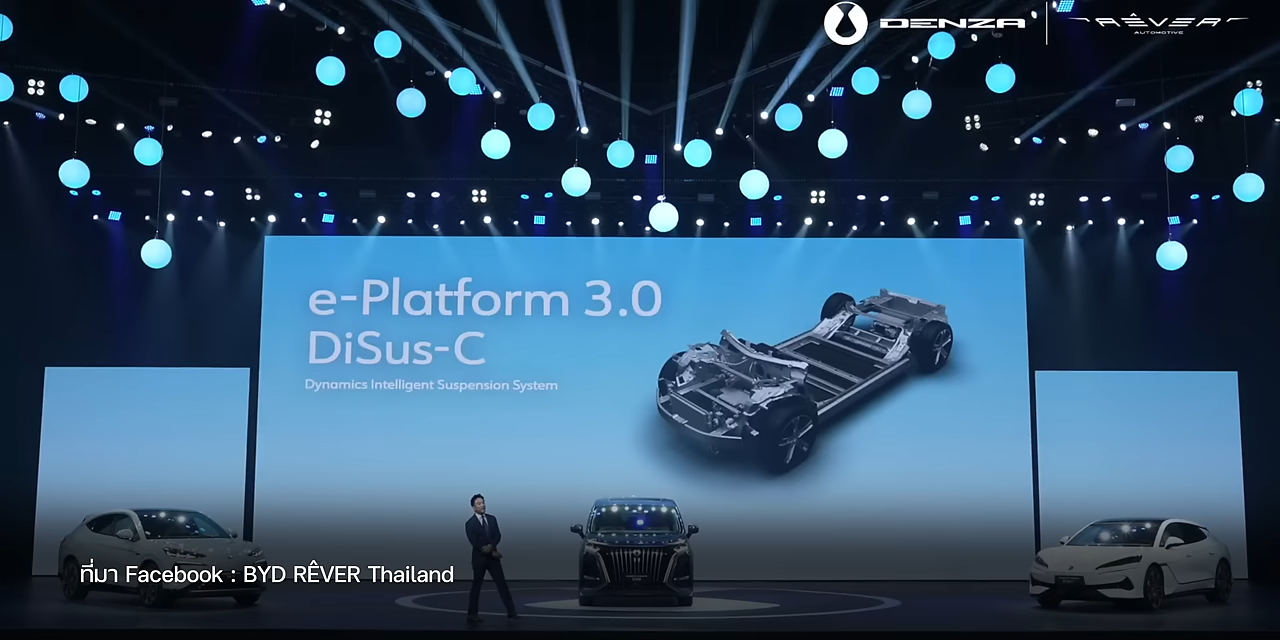 DENZA
RÊVER
AUTOMOTIVE
e-Platform 3.0
DiSus-C
Dynamics Intelligent Suspension System
ที่มา Facebook : BYD RÊVER Thailand